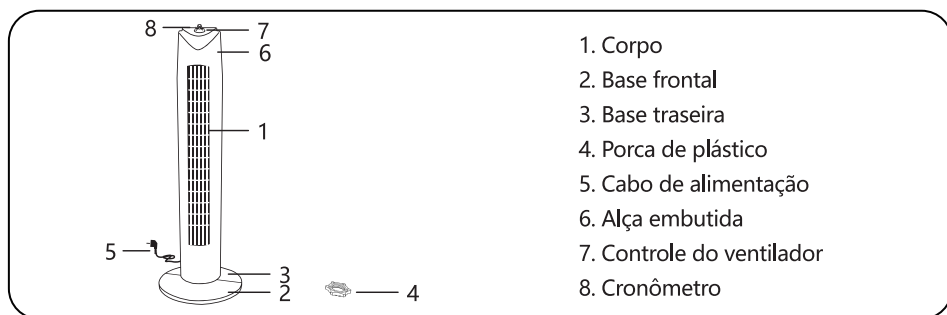 8
7
6
1
5
3
2
4
1. Corpo
2. Base frontal
3. Base traseira
4. Porca de plástico
5. Cabo de alimentação
6. Alça embutida
7. Controle do ventilador
8. Cronômetro